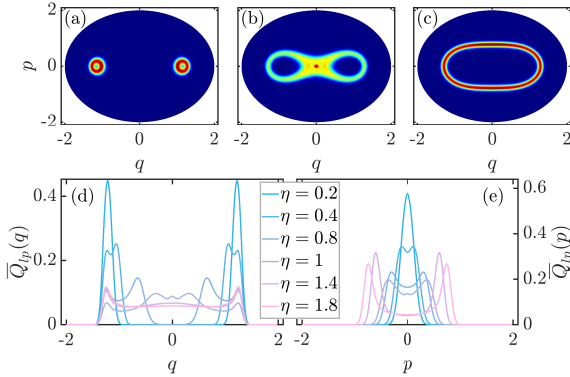 (a) (b) (c)
p
2
0
-2
-2 0 2
-2 0 2
-2 0 2
q q q
(d) (e)
Q̅lp(q)
0.4
0.2
0
-2 0 2
q
η = 0.2
η = 0.4
η = 0.8
η = 1
η = 1.4
η = 1.8
Q̅lp(p)
0.6
0.4
0.2
0
-2 0 2
p